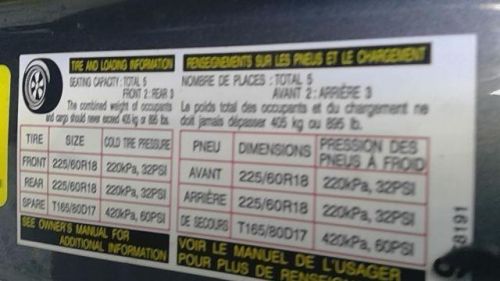 TIRE AND LOADING INFORMATION
SEATING CAPACITY : TOTAL 5
FRONT 2 : REAR 3
The combined weight of occupants
and cargo should never exceed 405 kg or 895 lbs.
TIRE SIZE COLD TIRE PRESSURE
FRONT 225/60R18 220kPa, 32PSI
REAR 225/60R18 220kPa, 32PSI
SPARE T165/80D17 420kPa, 60PSI
SEE OWNER'S MANUAL FOR
ADDITIONAL INFORMATION
RENSEIGNEMENTS SUR LES PNEUS ET LE CHARGEMENT
NOMBRE DE PLACES : TOTAL 5
AVANT 2 : ARRIÈRE 3
Le poids total des occupants et du chargement ne
doit jamais dépasser 405 kg ou 895 lb.
PNEU DIMENSIONS PRESSION DES
PNEUS À FROID
AVANT 225/60R18 220kPa, 32PSI
ARRIÈRE 225/60R18 220kPa, 32PSI
DE SECOURS T165/80D17 420kPa, 60PSI
VOIR LE MANUEL DE L'USAGER
POUR PLUS DE
8191